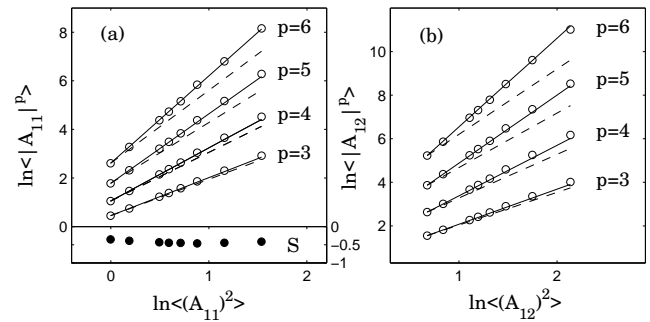 (a)
p=6
p=5
p=4
p=3
8
6
4
2
0
0
-0.5
-1
S
ln<|A₁₁|ᵖ>
0
1
2
ln<(A₁₁)²>
(b)
p=6
p=5
p=4
p=3
10
8
6
4
2
ln<|A₁₂|ᵖ>
1
2
ln<(A₁₂)²>